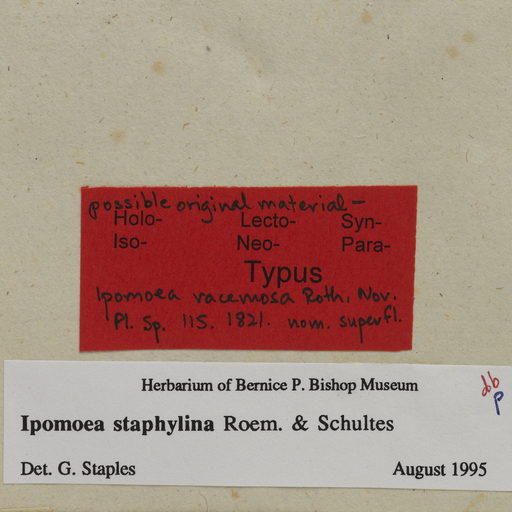 possible original material -
Holo- Lecto- Syn-
Iso- Neo- Para-
Typus
Ipomoea racemosa Roth, Nov.
Pl. Sp. 115. 1821. nom. superfl.
Herbarium of Bernice P. Bishop Museum
Ipomoea staphylina Roem. & Schultes
Det. G. Staples August 1995
db
p